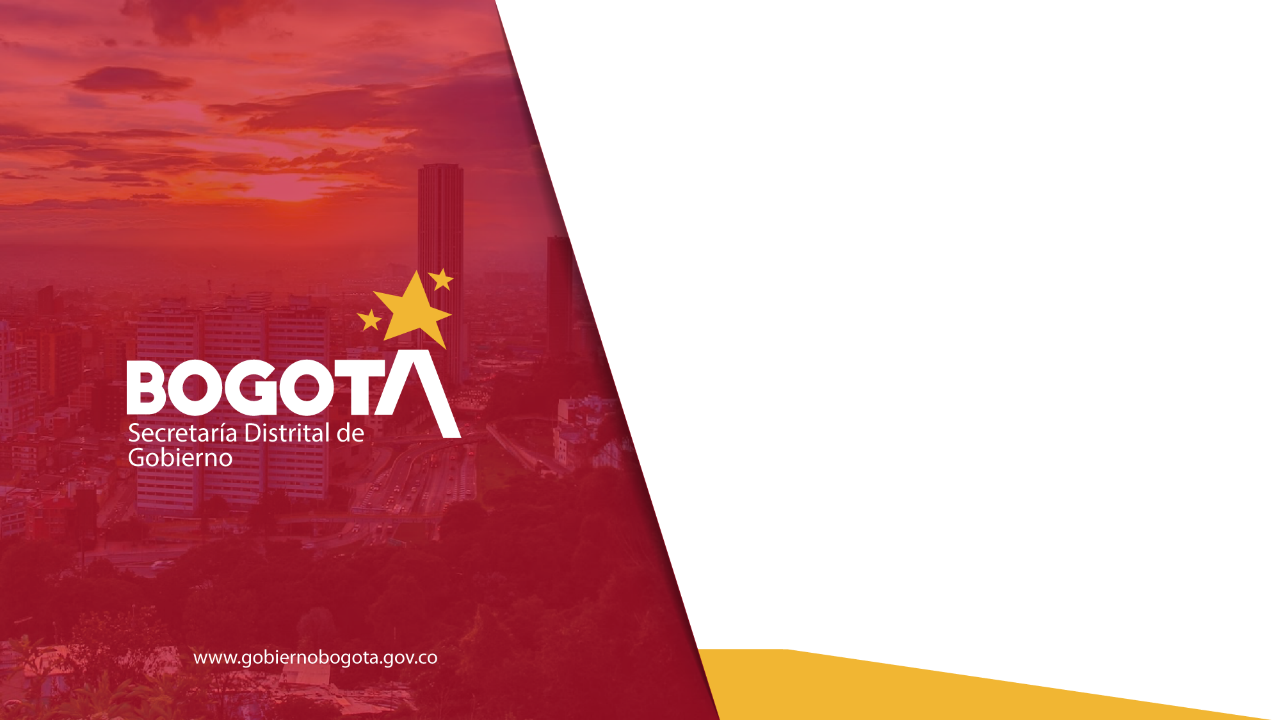 BOGOTÁ
Secretaría Distrital de
Gobierno
www.gobiernobogota.gov.co